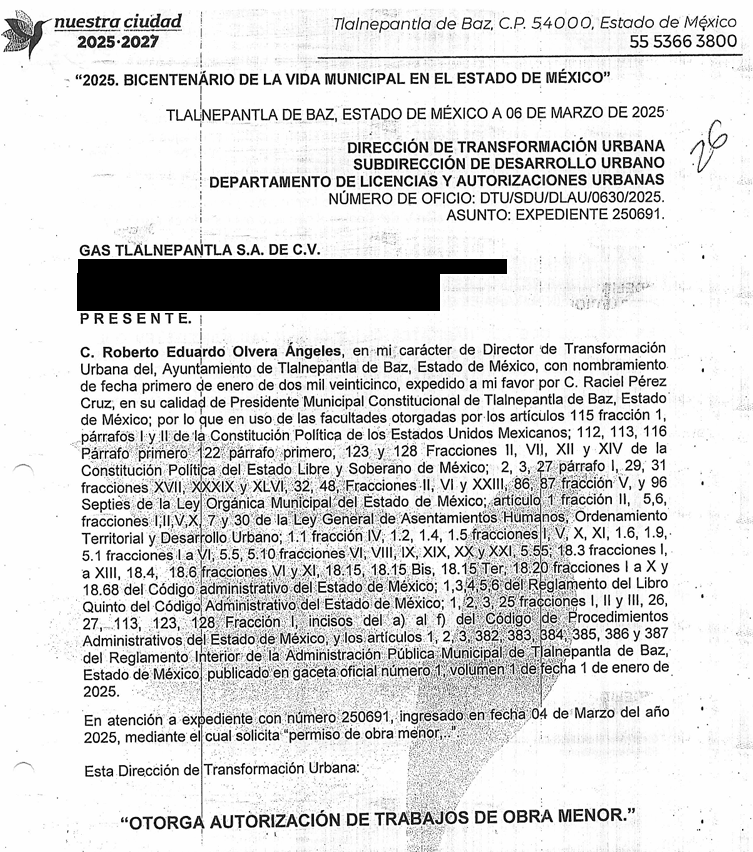 nuestra ciudad
2025•2027
Tlalnepantla de Baz, C.P. 54000, Estado de México
55 5366 3800
"2025. BICENTENARIO DE LA VIDA MUNICIPAL EN EL ESTADO DE MÉXICO"
TLALNEPANTLA DE BAZ, ESTADO DE MÉXICO A 06 DE MARZO DE 2025
26
DIRECCIÓN DE TRANSFORMACIÓN URBANA
SUBDIRECCIÓN DE DESARROLLO URBANO
DEPARTAMENTO DE LICENCIAS Y AUTORIZACIONES URBANAS
NÚMERO DE OFICIO: DTU/SDU/DLAU/0630/2025.
ASUNTO: EXPEDIENTE 250691.
GAS TLALNEPANTLA S.A. DE C.V.
P R E S E N T E.
C. Roberto Eduardo Olvera Ángeles, en mi carácter de Director de Transformación
Urbana del, Ayuntamiento de Tlalnepantla de Baz, Estado de México, con nombramiento
de fecha primero de enero de dos mil veinticinco, expedido a mi favor por C. Raciel Pérez
Cruz, en su calidad de Presidente Municipal Constitucional de Tlalnepantla de Baz, Estado
de México; por lo que en uso de las facultades otorgadas por los artículos 115 fracción 1,
párrafos I y II de la Constitución Política de los Estados Unidos Mexicanos; 112, 113, 116
Párrafo primero 122 párrafo primero, 123 y 128 Fracciones II, VII, XII y XIV de la
Constitución Política del Estado Libre y Soberano de México; 2, 3, 27 párrafo I, 29, 31
fracciones XVII, XXXIX y XLVI, 32, 48, Fracciones II, VI y XXIII, 86, 87 fracción V, y 96
Septies de la Ley Orgánica Municipal del Estado de México; artículo 1 fracción II, 5,6,
fracciones I,II,V,X, 7 y 30 de la Ley General de Asentamientos Humanos, Ordenamiento
Territorial y Desarrollo Urbano; 1.1 fracción IV, 1.2, 1.4, 1.5 fracciones I, V, X, XI, 1.6, 1.9,
5.1 fracciones I a VI, 5.5, 5.10 fracciones VI, VIII, IX, XIX, XX y XXI, 5.55; 18.3 fracciones I,
a XIII, 18.4, 18.6 fracciones VI y XI, 18.15, 18.15 Bis, 18.15 Ter, 18.20 fracciones I a X y
18.68 del Código administrativo del Estado de México; 1,3,4,5,6 del Reglamento del Libro
Quinto del Código Administrativo del Estado de México; 1, 2, 3, 25 fracciones I, II y III, 26,
27, 113, 123, 128 Fracción I, incisos del a) al f) del Código de Procedimientos
Administrativos del Estado de México, y los artículos 1, 2, 3, 382, 383, 384, 385, 386 y 387
del Reglamento Interior de la Administración Pública Municipal de Tlalnepantla de Baz,
Estado de México, publicado en gaceta oficial número 1, volumen 1 de fecha 1 de enero de
2025.
En atención a expediente con número 250691, ingresado en fecha 04 de Marzo del año
2025, mediante el cual solicita "permiso de obra menor,..".
Esta Dirección de Transformación Urbana:
"OTORGA AUTORIZACIÓN DE TRABAJOS DE OBRA MENOR."